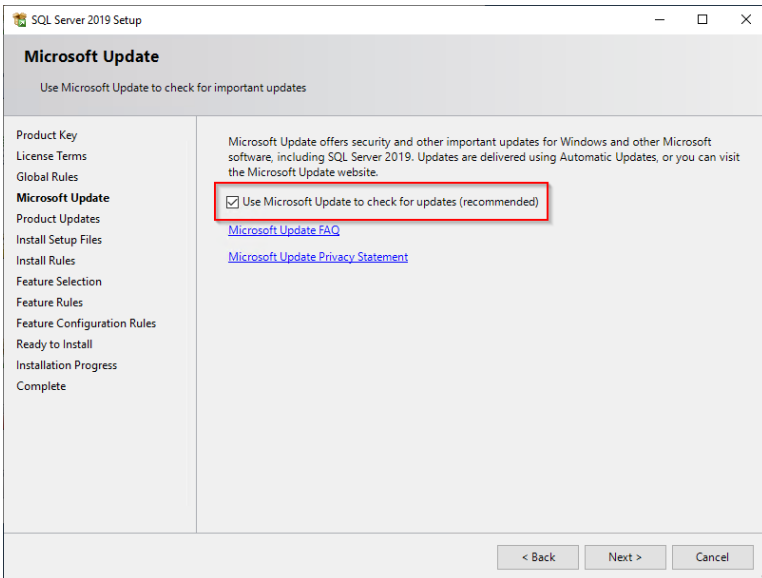 SQL Server 2019 Setup
Microsoft Update
Use Microsoft Update to check for important updates
Product Key
License Terms
Global Rules
Microsoft Update
Product Updates
Install Setup Files
Install Rules
Feature Selection
Feature Rules
Feature Configuration Rules
Ready to Install
Installation Progress
Complete
Microsoft Update offers security and other important updates for Windows and other Microsoft
software, including SQL Server 2019. Updates are delivered using Automatic Updates, or you can visit
the Microsoft Update website.
Use Microsoft Update to check for updates (recommended)
Microsoft Update FAQ
Microsoft Update Privacy Statement
< Back
Next >
Cancel